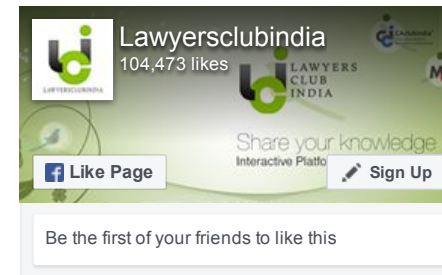 Lawyersclubindia
104,473 likes
LAWYERSCLUBINDIA
LAWYERS
CLUB
INDIA
Share your knowledge
Interactive Platfo
Like Page
Sign Up
Be the first of your friends to like this